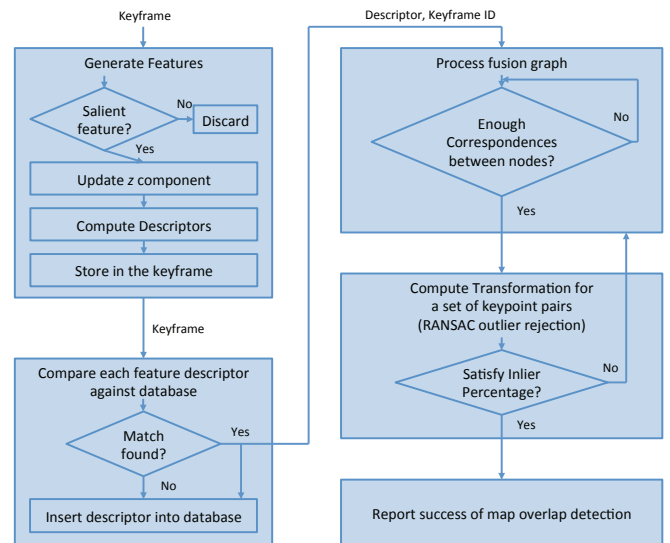 Keyframe
Generate Features
Salient
feature?
No
Discard
Yes
Update z component
Compute Descriptors
Store in the keyframe
Keyframe
Compare each feature descriptor
against database
Match
found?
Yes
No
Insert descriptor into database
Descriptor, Keyframe ID
Process fusion graph
Enough
Correspondences
between nodes?
No
Yes
Compute Transformation for
a set of keypoint pairs
(RANSAC outlier rejection)
Satisfy Inlier
Percentage?
No
Yes
Report success of map overlap detection